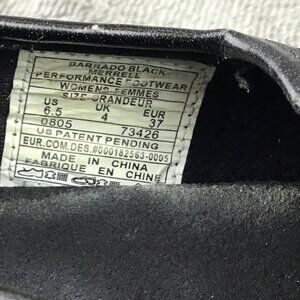 BARRADO BLACK
MERRELL
PERFORMANCE FOOTWEAR
WOMENS/FEMMES
SIZE/GRANDEUR
US UK EUR
6.5 4 37
0805 73426
US PATENT PENDING
EUR.COM.DES.#000182563-0005
MADE IN CHINA
FABRIQUE EN CHINE